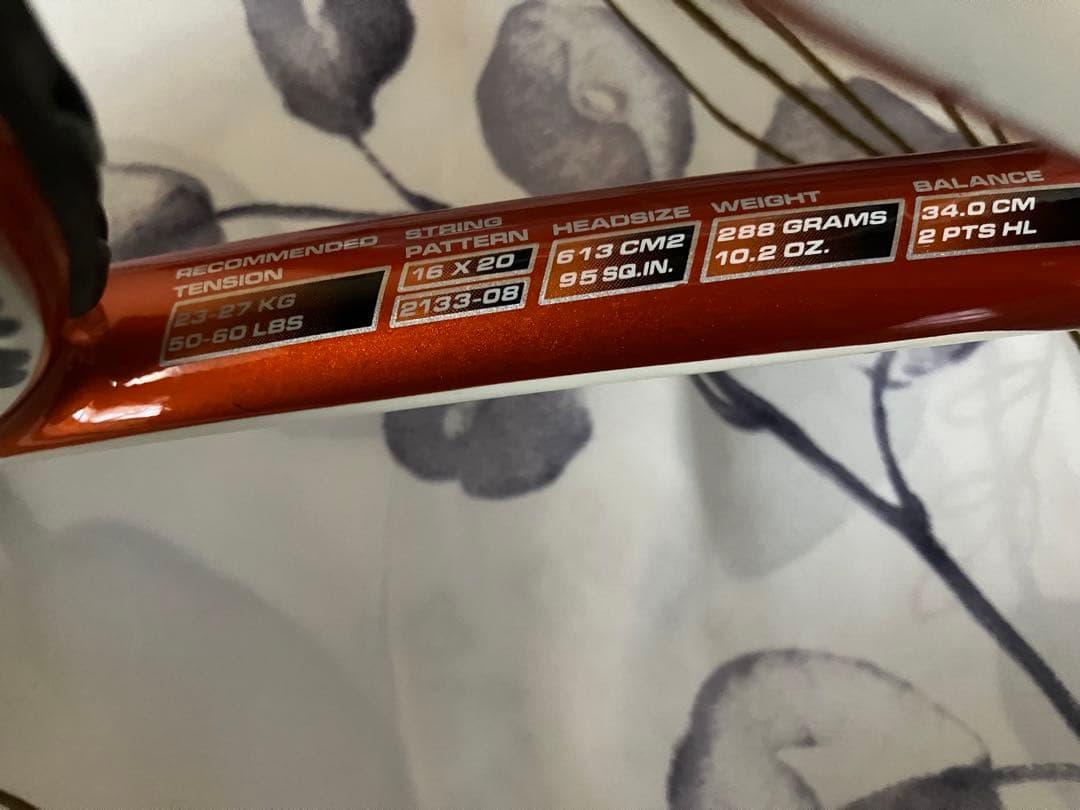 RECOMMENDED
TENSION
23-27 KG
50-60 LBS
STRING
PATTERN
16 X 20
2133-08
HEADSIZE
613 CM2
95 SQ.IN.
WEIGHT
288 GRAMS
10.2 OZ.
BALANCE
34.0 CM
2 PTS HL